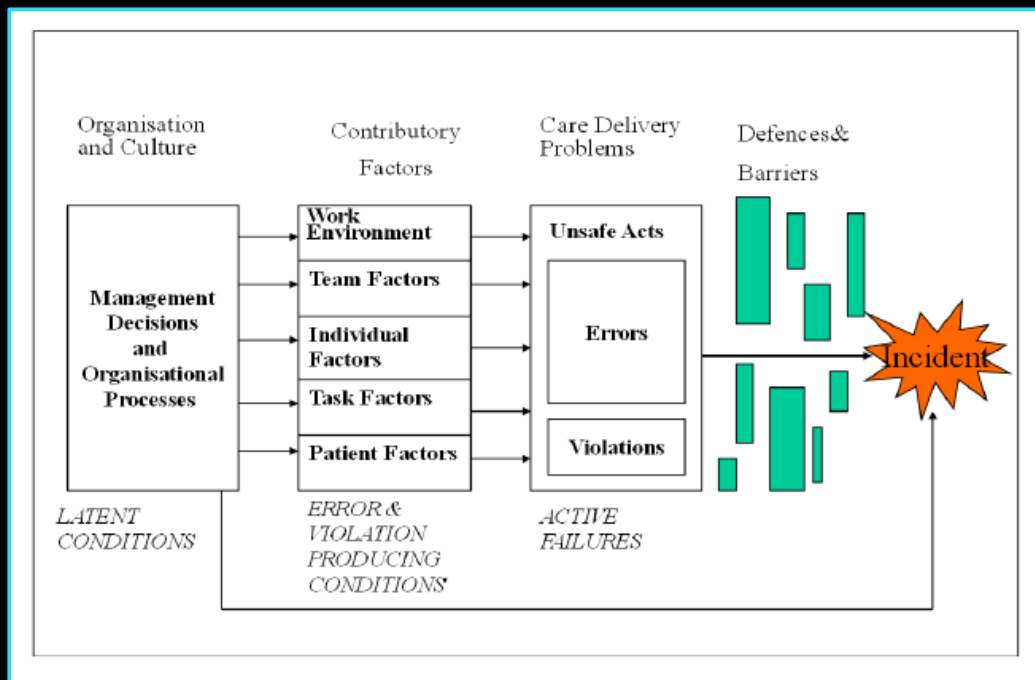 Organisation
and Culture
Contributory
Factors
Care Delivery
Problems
Defences&
Barriers
Management
Decisions
and
Organisational
Processes
Work
Environment
Team Factors
Individual
Factors
Task Factors
Patient Factors
Unsafe Acts
Errors
Violations
Incident
LATENT
CONDITIONS
ERROR &
VIOLATION
PRODUCING
CONDITIONS'
ACTIVE
FAILURES